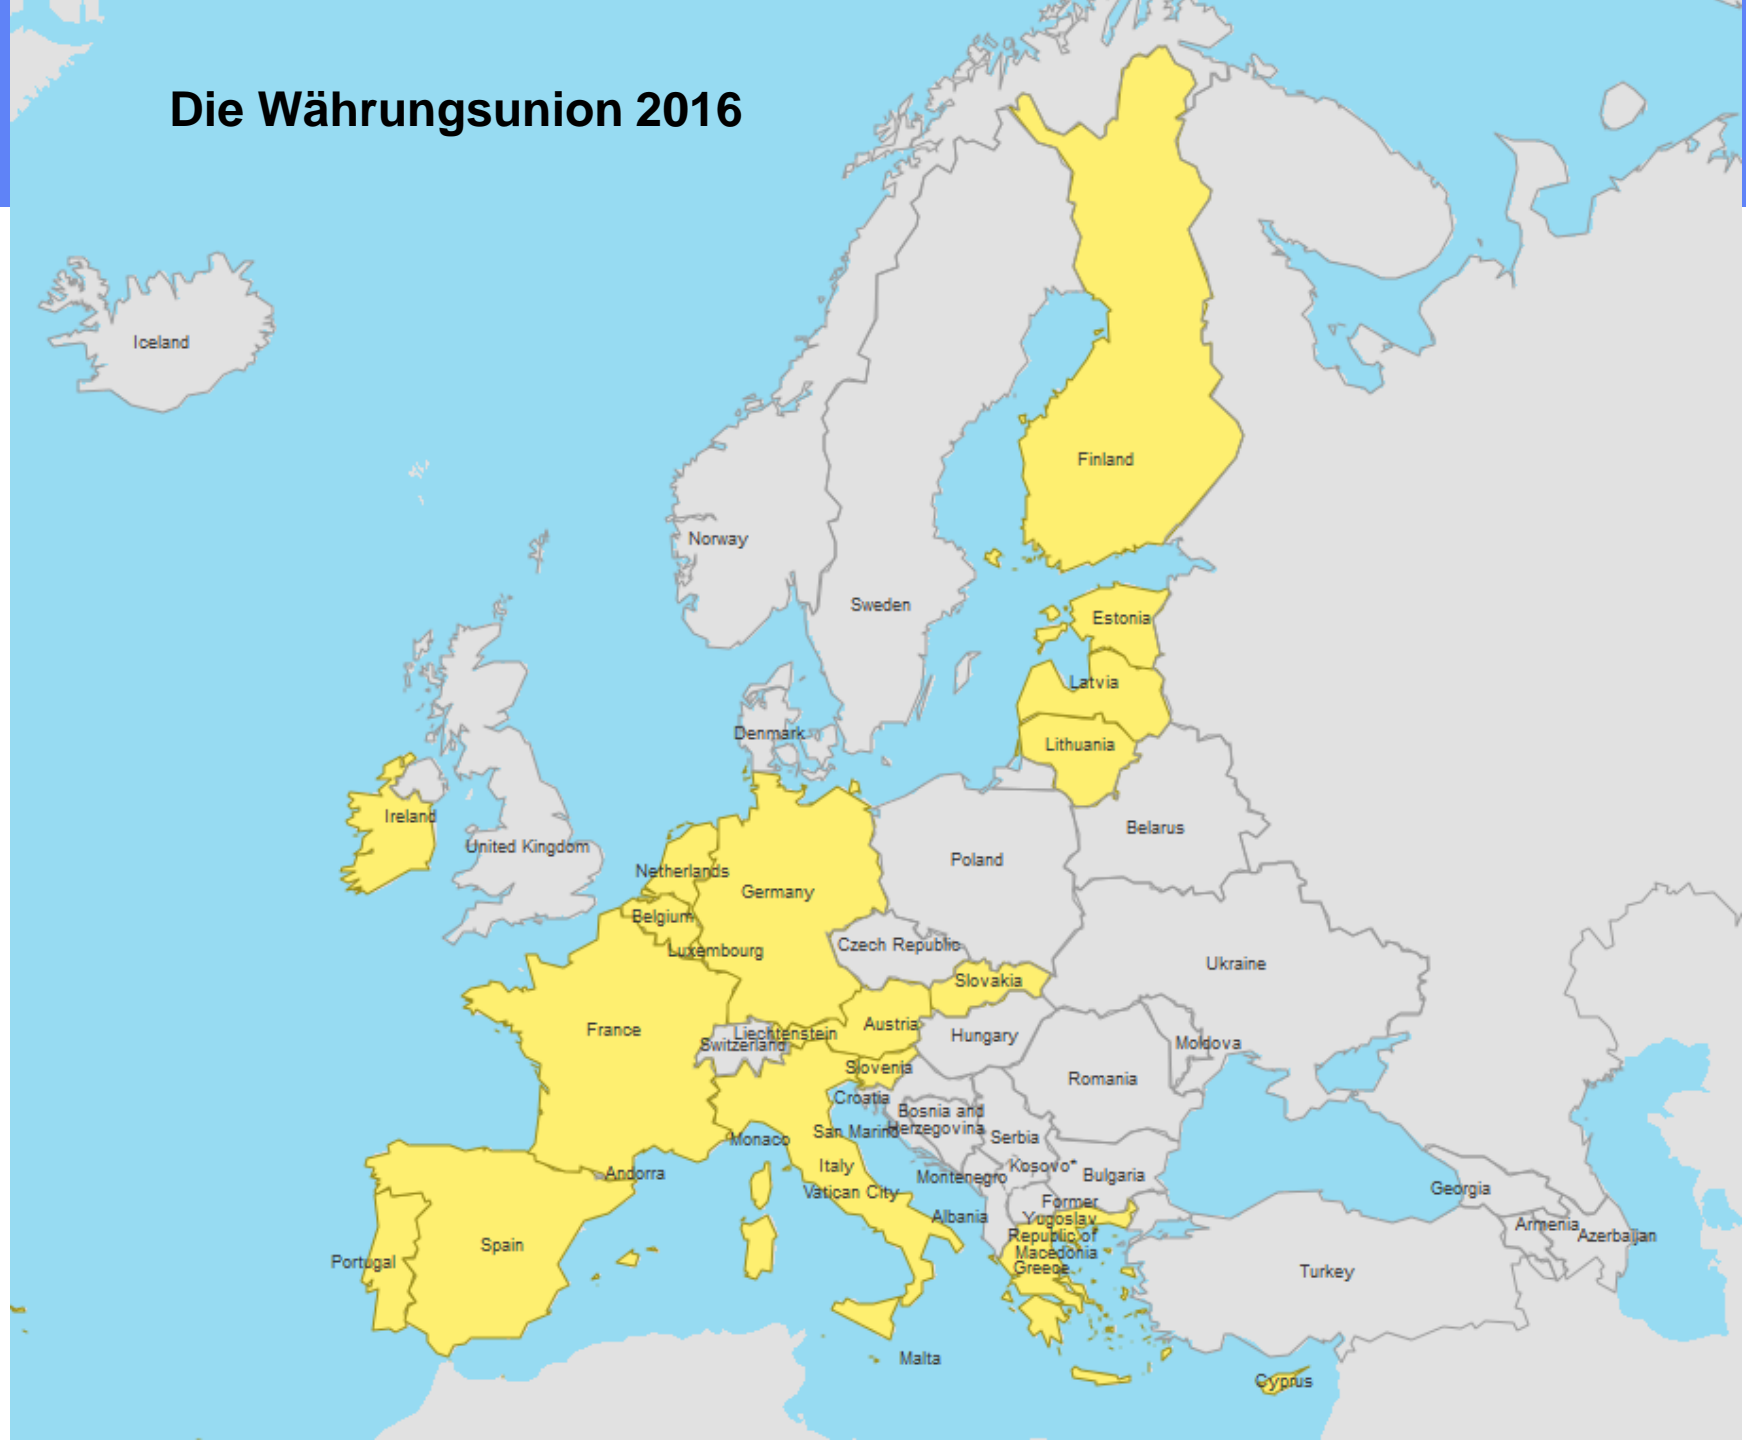 Die Währungsunion 2016
Iceland
Finland
Norway
Sweden
Estonia
Latvia
Denmark
Lithuania
Ireland
United Kingdom
Belarus
Poland
Netherlands
Germany
Belgium
Czech Republic
Luxembourg
Ukraine
Slovakia
France
Austria
Liechtenstein
Switzerland
Hungary
Moldova
Slovenia
Romania
Croatia
Bosnia and
Herzegovina
San Marino
Monaco
Serbia
Italy
Kosovo*
Andorra
Montenegro
Bulgaria
Vatican City
Georgia
Former
Yugoslav
Republic of
Macedonia
Albania
Armenia
Azerbaijan
Spain
Portugal
Greece
Turkey
Malta
Cyprus